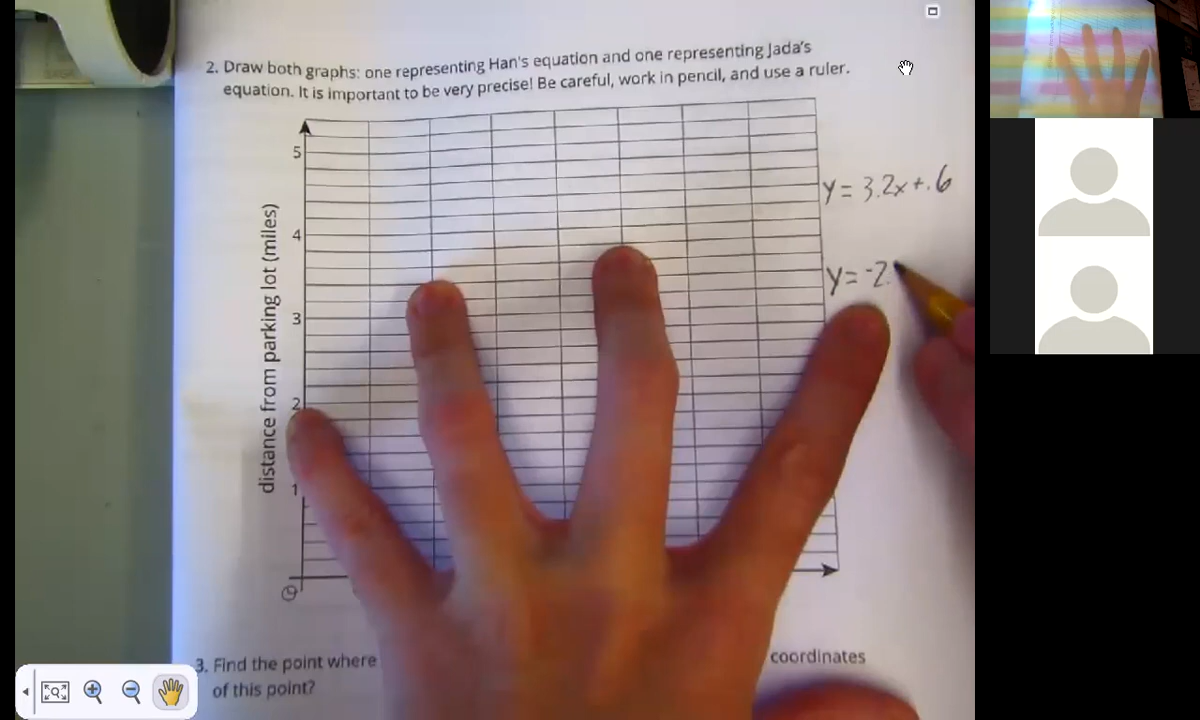 2. Draw both graphs: one representing Han's equation and one representing Jada's
equation. It is important to be very precise! Be careful, work in pencil, and use a ruler.
5
4
3
2
1
distance from parking lot (miles)
y = 3.2x + .6
y = -2.
3. Find the point where
coordinates
of this point?